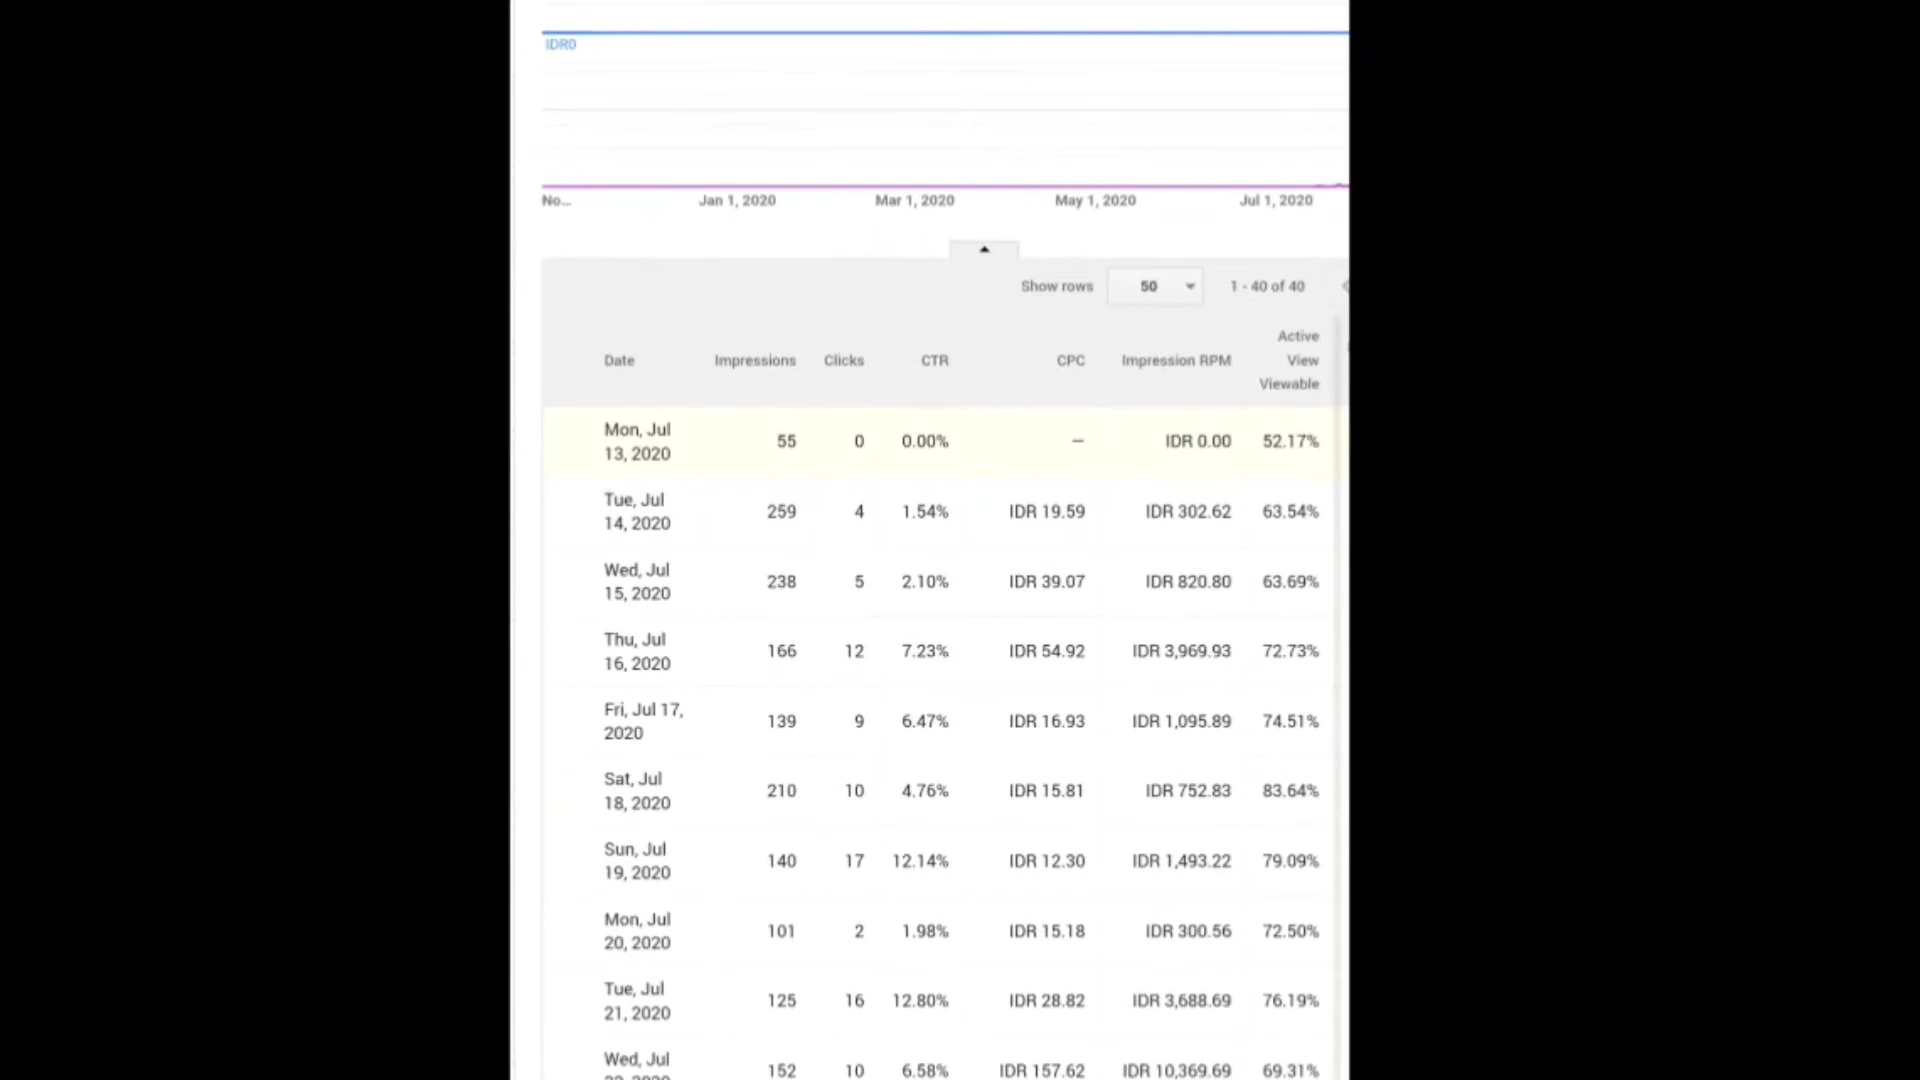 IDR0
No... Jan 1, 2020 Mar 1, 2020 May 1, 2020 Jul 1, 2020
Show rows 50 1 - 40 of 40
Date Impressions Clicks CTR CPC Impression RPM Active View Viewable
Mon, Jul 13, 2020 55 0 0.00% — IDR 0.00 52.17%
Tue, Jul 14, 2020 259 4 1.54% IDR 19.59 IDR 302.62 63.54%
Wed, Jul 15, 2020 238 5 2.10% IDR 39.07 IDR 820.80 63.69%
Thu, Jul 16, 2020 166 12 7.23% IDR 54.92 IDR 3,969.93 72.73%
Fri, Jul 17, 2020 139 9 6.47% IDR 16.93 IDR 1,095.89 74.51%
Sat, Jul 18, 2020 210 10 4.76% IDR 15.81 IDR 752.83 83.64%
Sun, Jul 19, 2020 140 17 12.14% IDR 12.30 IDR 1,493.22 79.09%
Mon, Jul 20, 2020 101 2 1.98% IDR 15.18 IDR 300.56 72.50%
Tue, Jul 21, 2020 125 16 12.80% IDR 28.82 IDR 3,688.69 76.19%
Wed, Jul 152 10 6.58% IDR 157.62 IDR 10,369.69 69.31%